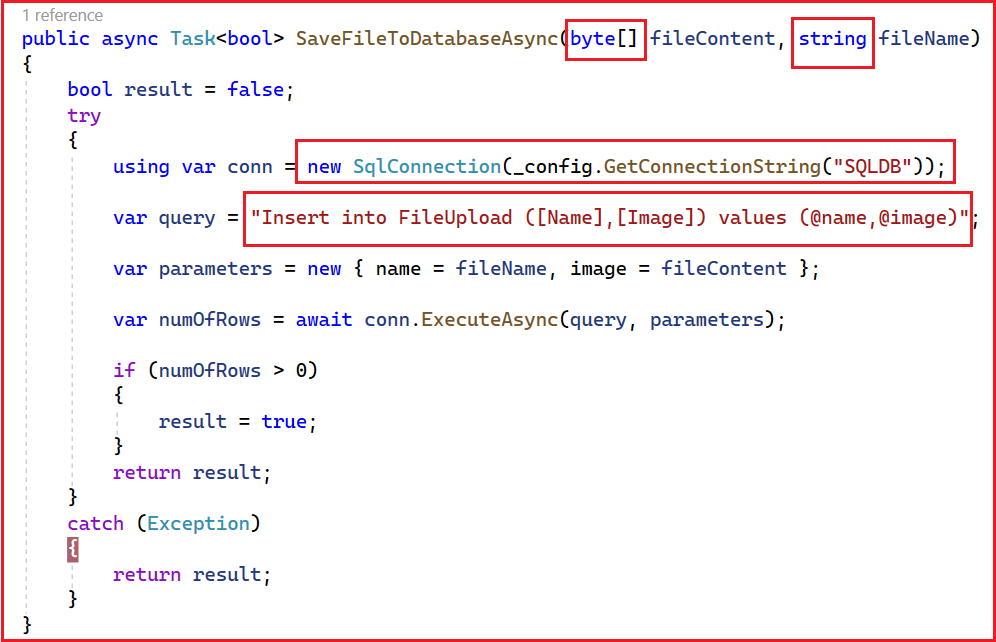 1 reference
public async Task<bool> SaveFileToDatabaseAsync(byte[] fileContent, string fileName)
{
bool result = false;
try
{
using var conn = new SqlConnection(_config.GetConnectionString("SQLDB"));
var query = "Insert into FileUpload ([Name],[Image]) values (@name,@image)";
var parameters = new { name = fileName, image = fileContent };
var numOfRows = await conn.ExecuteAsync(query, parameters);
if (numOfRows > 0)
{
result = true;
}
return result;
}
catch (Exception)
{
return result;
}
}